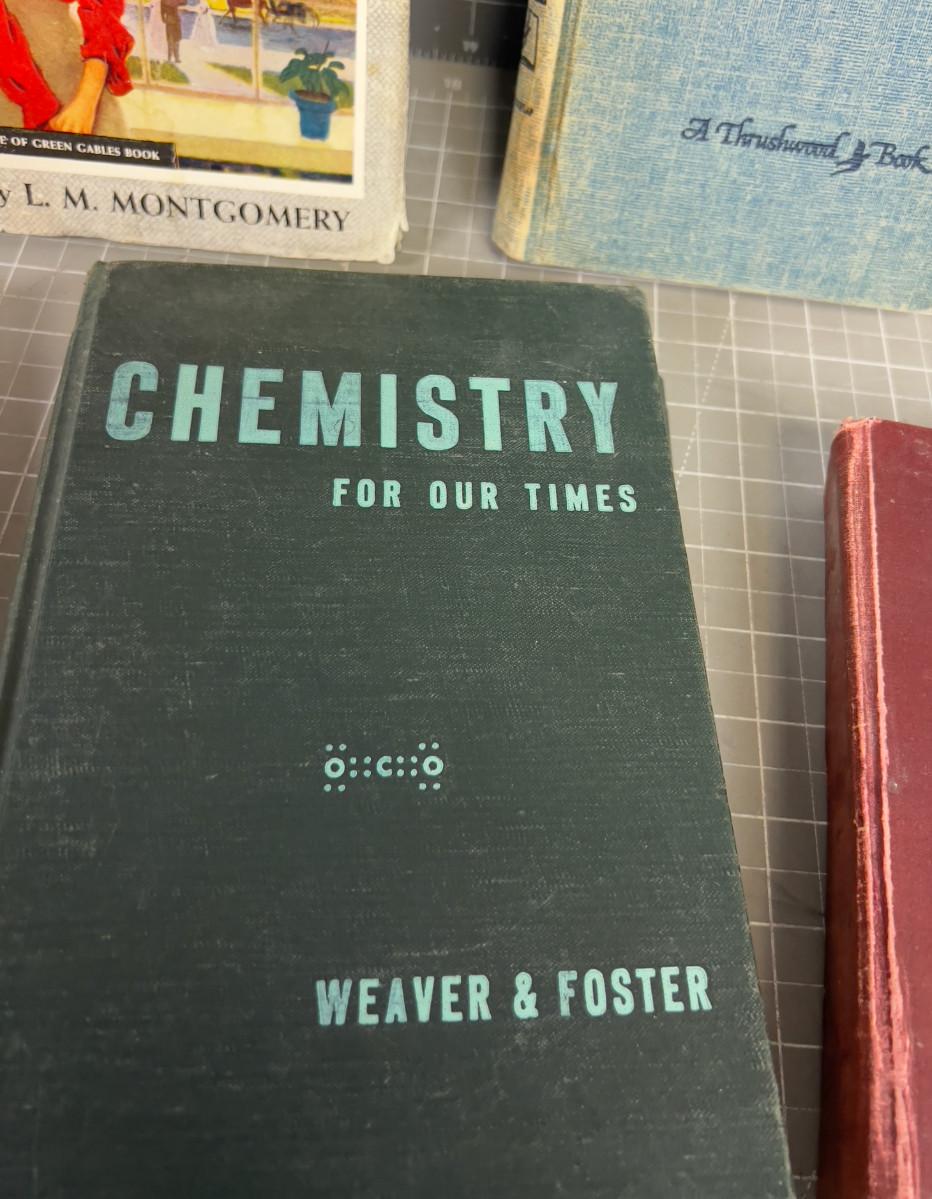 OF GREEN GABLES BOOK
L. M. MONTGOMERY
A Thrushwood Book
CHEMISTRY
FOR OUR TIMES
O::C::O
WEAVER & FOSTER